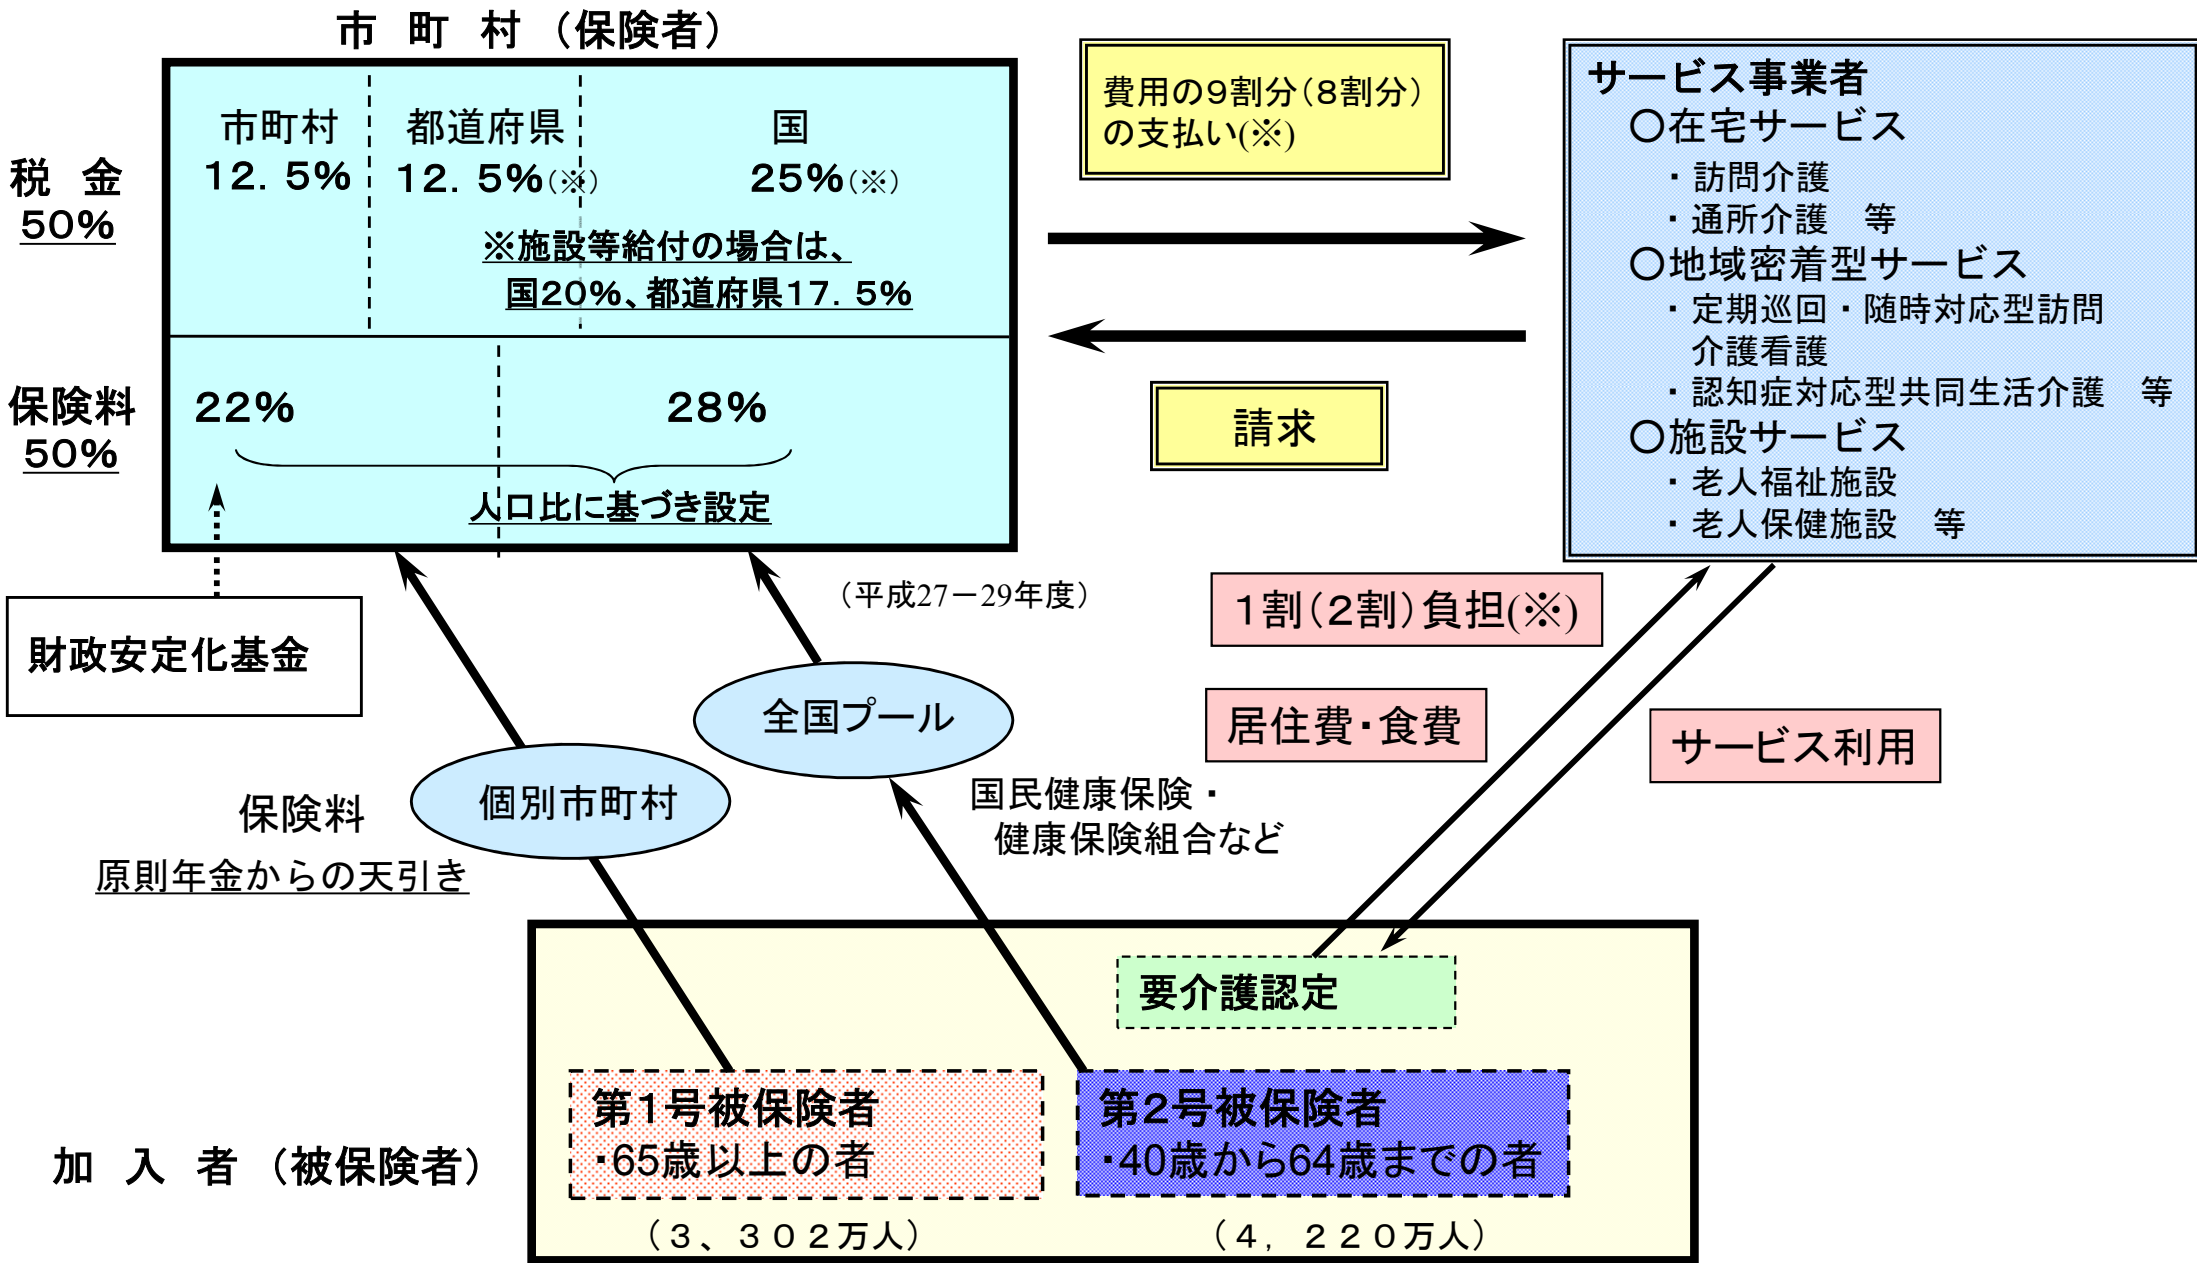 市　町　村　（保険者）
税　金
50％
市町村
12．5％
都道府県
12．5％（※）
国
25％（※）
※施設等給付の場合は、
国20％、都道府県17．5％
保険料
50％
22％
28％
人口比に基づき設定
費用の9割分（8割分）
の支払い(※)
請求
サービス事業者
○在宅サービス
・訪問介護
・通所介護　等
○地域密着型サービス
・定期巡回・随時対応型訪問
介護看護
・認知症対応型共同生活介護　等
○施設サービス
・老人福祉施設
・老人保健施設　等
財政安定化基金
（平成27－29年度）
1割（2割）負担(※)
居住費・食費
サービス利用
全国プール
個別市町村
保険料
原則年金からの天引き
国民健康保険・
健康保険組合など
要介護認定
加　入　者　（被保険者）
第1号被保険者
・65歳以上の者
（３、３０２万人）
第2号被保険者
・40歳から64歳までの者
（４，２２０万人）